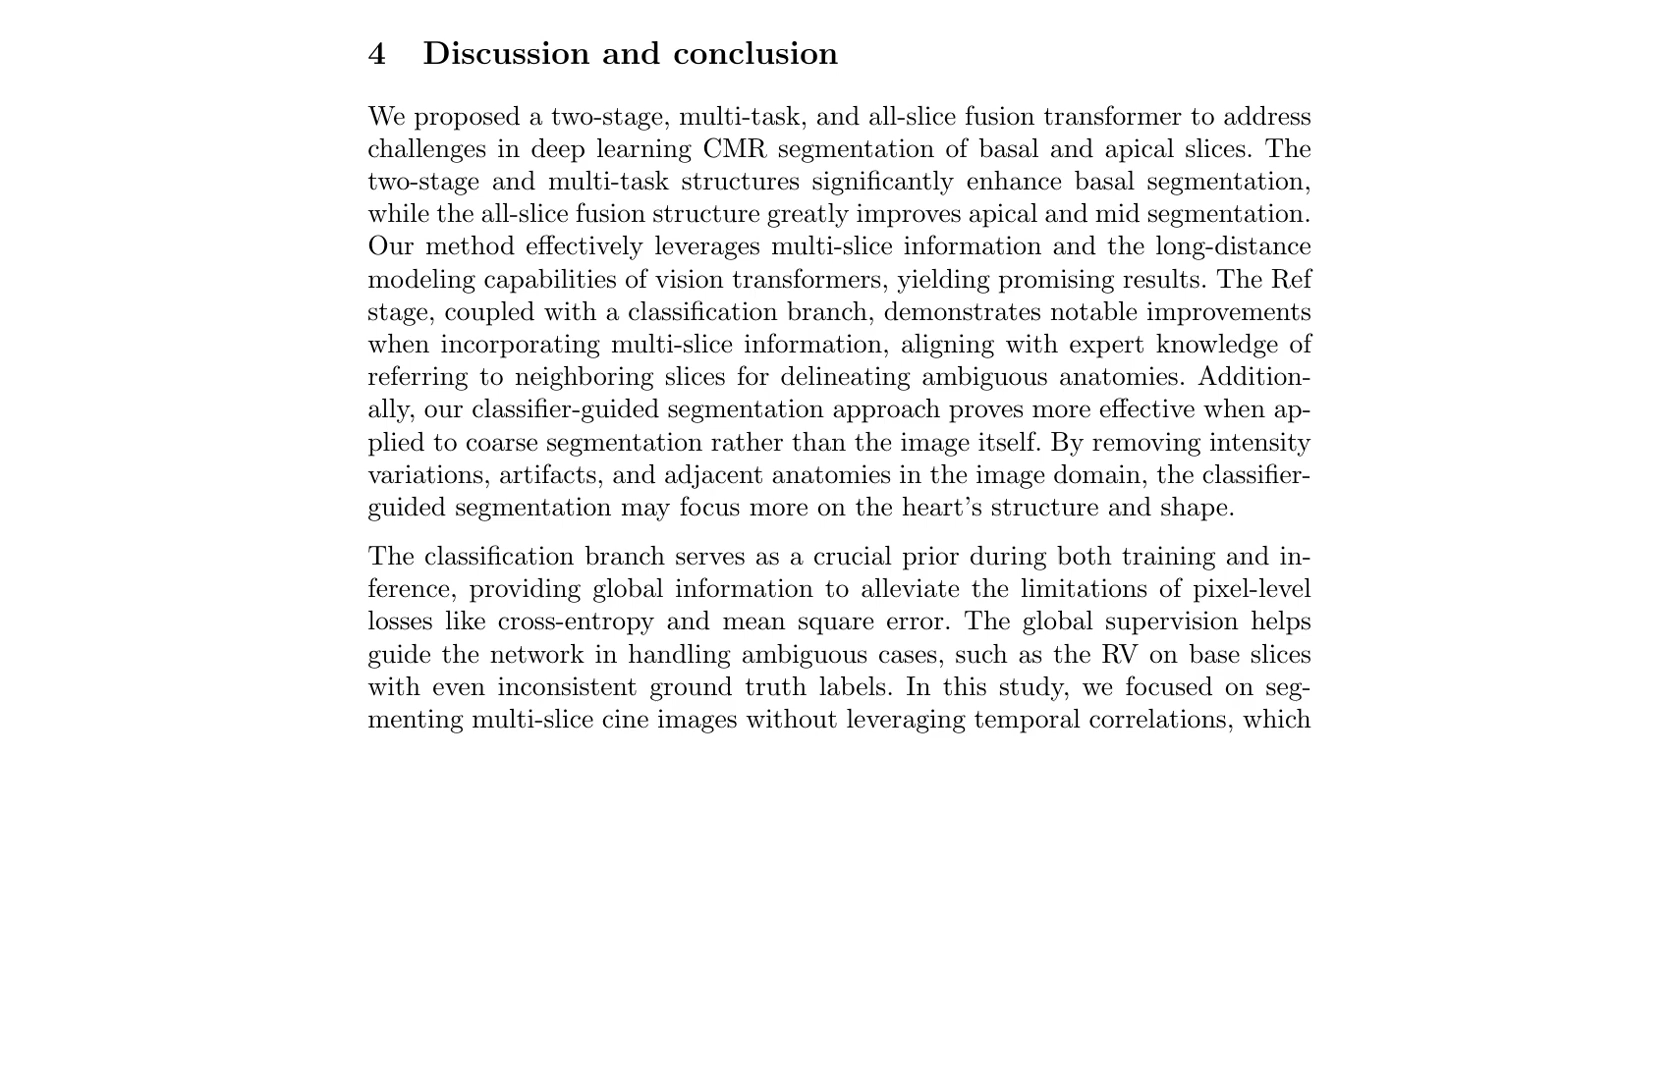 4 Discussion and conclusion
We proposed a two-stage, multi-task, and all-slice fusion transformer to address
challenges in deep learning CMR segmentation of basal and apical slices. The
two-stage and multi-task structures significantly enhance basal segmentation,
while the all-slice fusion structure greatly improves apical and mid segmentation.
Our method effectively leverages multi-slice information and the long-distance
modeling capabilities of vision transformers, yielding promising results. The Ref
stage, coupled with a classification branch, demonstrates notable improvements
when incorporating multi-slice information, aligning with expert knowledge of
referring to neighboring slices for delineating ambiguous anatomies. Addition-
ally, our classifier-guided segmentation approach proves more effective when ap-
plied to coarse segmentation rather than the image itself. By removing intensity
variations, artifacts, and adjacent anatomies in the image domain, the classifier-
guided segmentation may focus more on the heart's structure and shape.
The classification branch serves as a crucial prior during both training and in-
ference, providing global information to alleviate the limitations of pixel-level
losses like cross-entropy and mean square error. The global supervision helps
guide the network in handling ambiguous cases, such as the RV on base slices
with even inconsistent ground truth labels. In this study, we focused on seg-
menting multi-slice cine images without leveraging temporal correlations, which